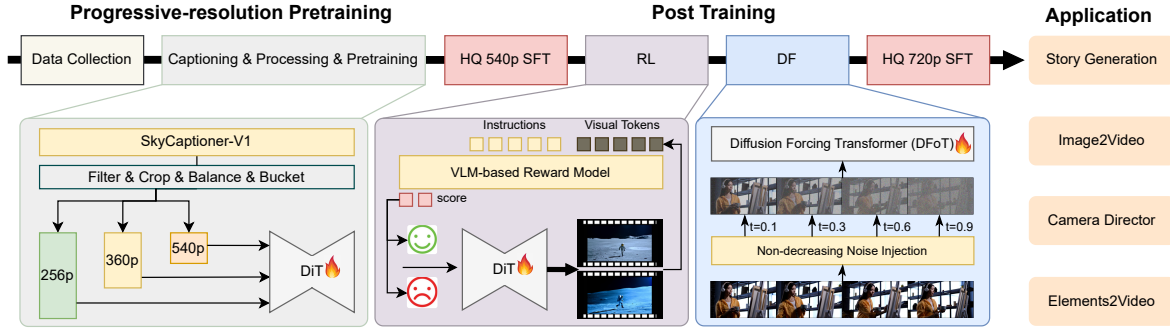 Progressive-resolution Pretraining
Post Training
Application
Data Collection
Captioning & Processing & Pretraining
HQ 540p SFT
RL
DF
HQ 720p SFT
Story Generation
SkyCaptioner-V1
Filter & Crop & Balance & Bucket
256p
360p
540p
DiT
Instructions
Visual Tokens
VLM-based Reward Model
score
DiT
Diffusion Forcing Transformer (DFoT)
t=0.1
t=0.3
t=0.6
t=0.9
Non-decreasing Noise Injection
Image2Video
Camera Director
Elements2Video